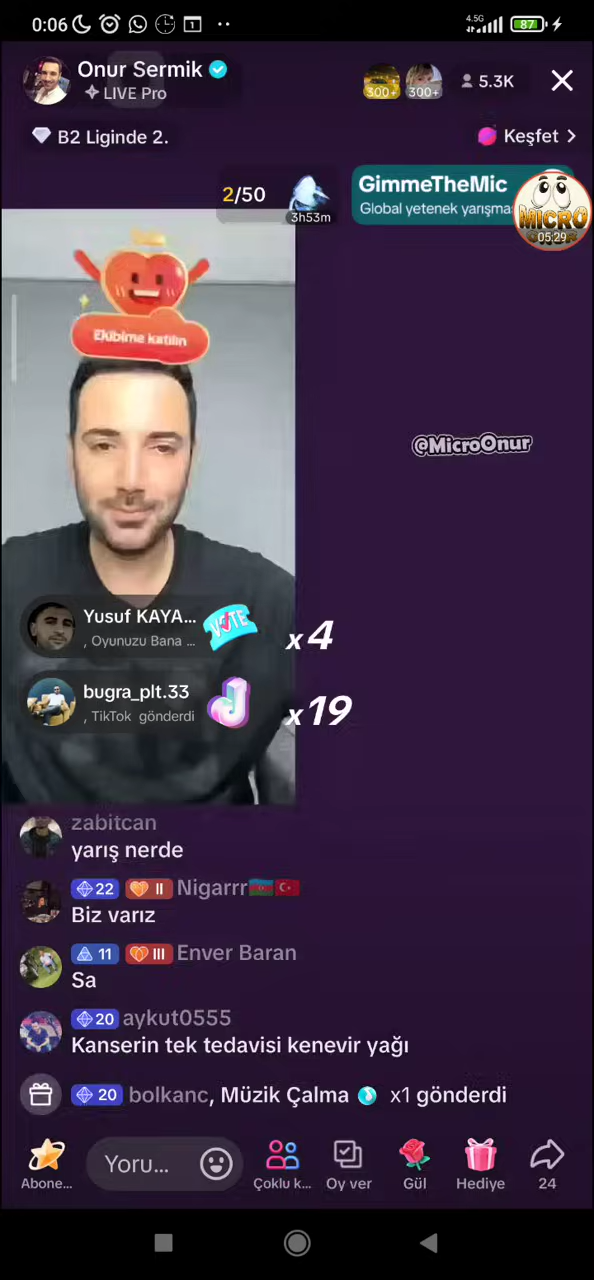 0:06
4.5G
87
Onur Sermik
LIVE Pro
300+
300+
5.3K
B2 Liginde 2.
Keşfet
2/50
3h53m
GimmeTheMic
Global yetenek yarışma
MICRO
05:29
Ekibime katılın
@MicroOnur
Yusuf KAYA...
, Oyunuzu Bana ...
VOTE
x4
bugra_plt.33
, TikTok gönderdi
x19
zabitcan
yarış nerde
22 II Nigarrr
Biz varız
11 III Enver Baran
Sa
20 aykut0555
Kanserin tek tedavisi kenevir yağı
20 bolkanc, Müzik Çalma x1 gönderdi
Abone...
Yoru...
Çoklu k...
Oy ver
Gül
Hediye
24